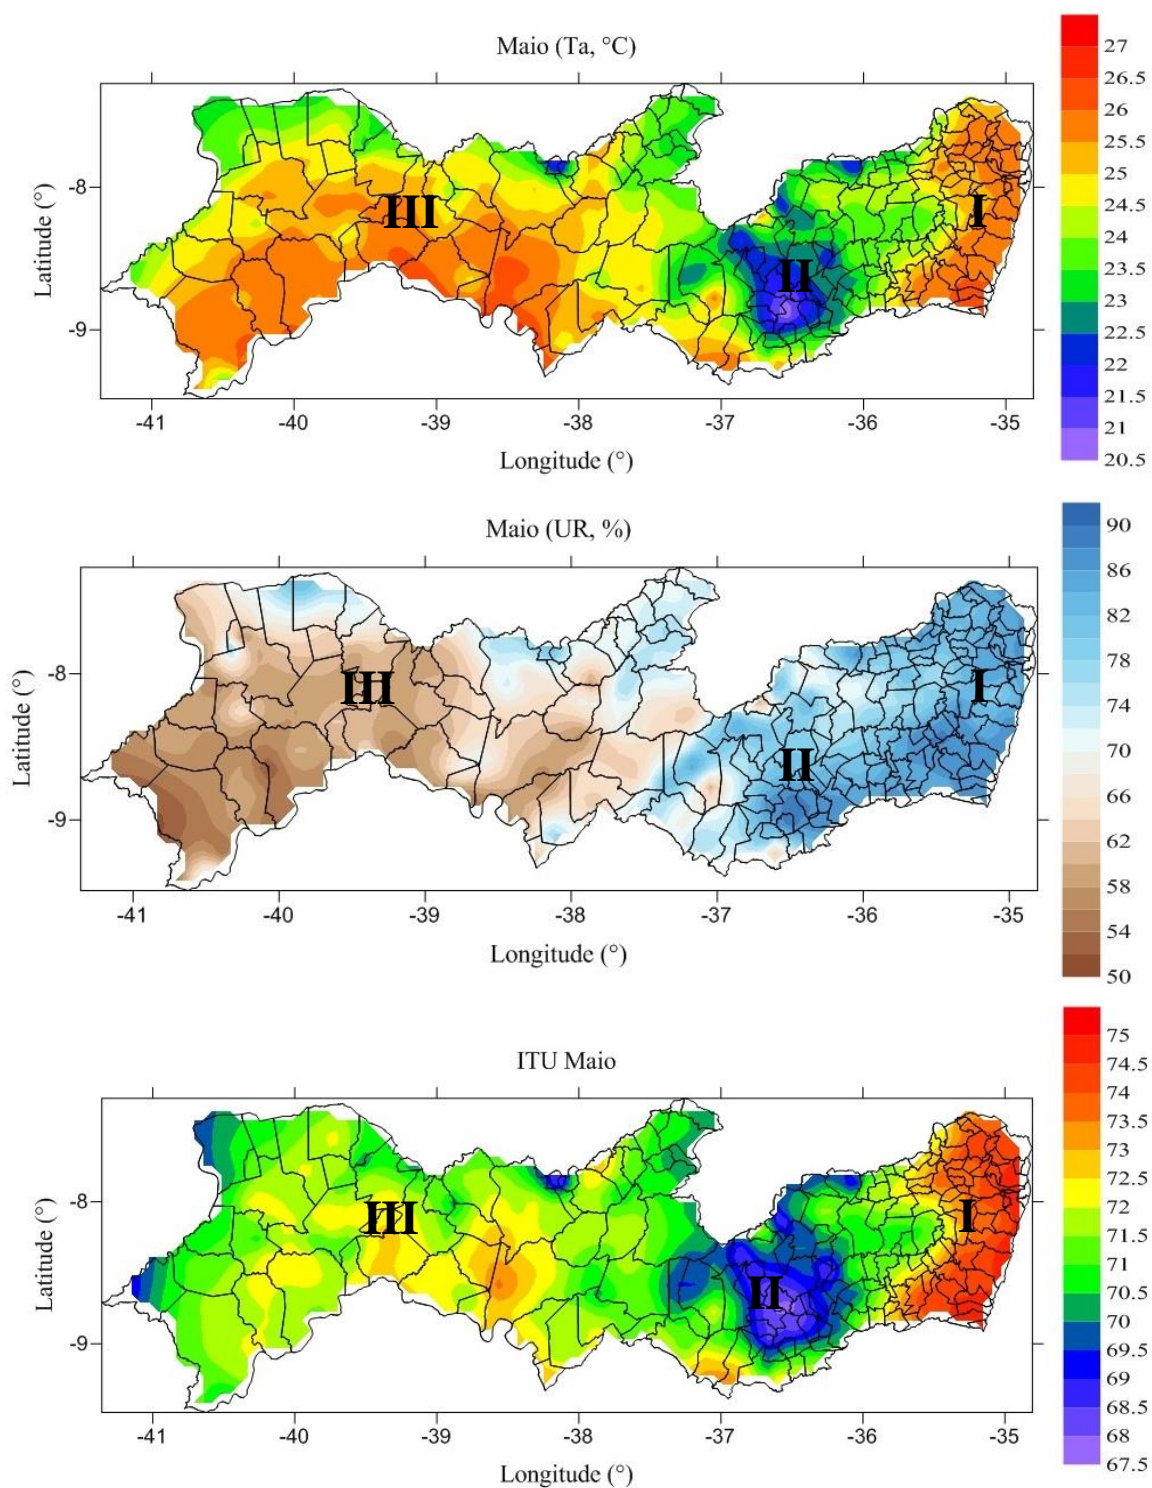 Maio (Ta, °C)
27
26.5
26
25.5
25
24.5
24
23.5
23
22.5
22
21.5
21
20.5
Latitude (°)
-8
-9
III
II
I
-41 -40 -39 -38 -37 -36 -35
Longitude (°)
Maio (UR, %)
90
86
82
78
74
70
66
62
58
54
50
Latitude (°)
-8
-9
III
II
I
-41 -40 -39 -38 -37 -36 -35
Longitude (°)
ITU Maio
75
74.5
74
73.5
73
72.5
72
71.5
71
70.5
70
69.5
69
68.5
68
67.5
Latitude (°)
-8
-9
III
II
I
-41 -40 -39 -38 -37 -36 -35
Longitude (°)